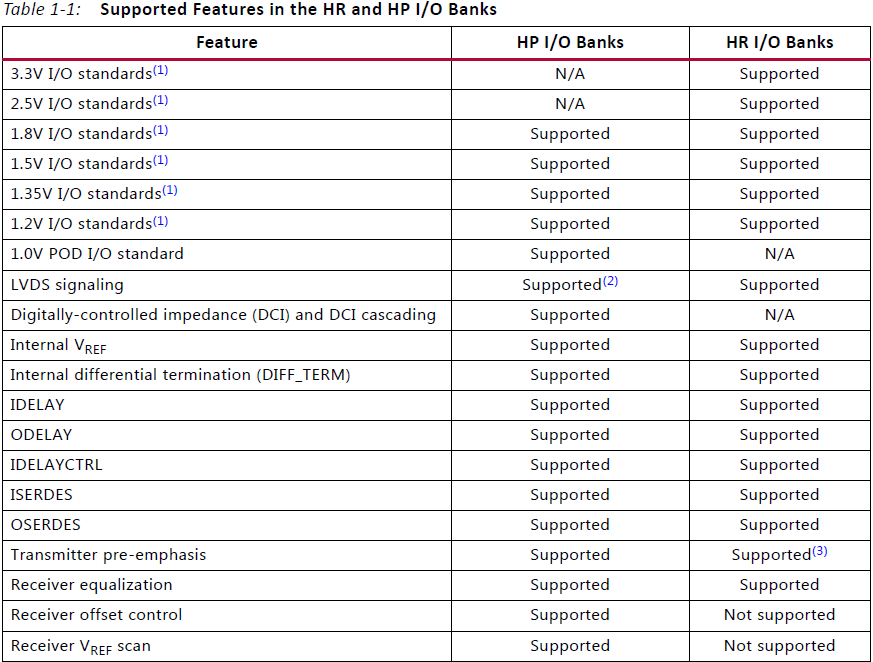 Table 1-1: Supported Features in the HR and HP I/O Banks
Feature HP I/O Banks HR I/O Banks
3.3V I/O standards(1) N/A Supported
2.5V I/O standards(1) N/A Supported
1.8V I/O standards(1) Supported Supported
1.5V I/O standards(1) Supported Supported
1.35V I/O standards(1) Supported Supported
1.2V I/O standards(1) Supported Supported
1.0V POD I/O standard Supported N/A
LVDS signaling Supported(2) Supported
Digitally-controlled impedance (DCI) and DCI cascading Supported N/A
Internal VREF Supported Supported
Internal differential termination (DIFF_TERM) Supported Supported
IDELAY Supported Supported
ODELAY Supported Supported
IDELAYCTRL Supported Supported
ISERDES Supported Supported
OSERDES Supported Supported
Transmitter pre-emphasis Supported Supported(3)
Receiver equalization Supported Supported
Receiver offset control Supported Not supported
Receiver VREF scan Supported Not supported